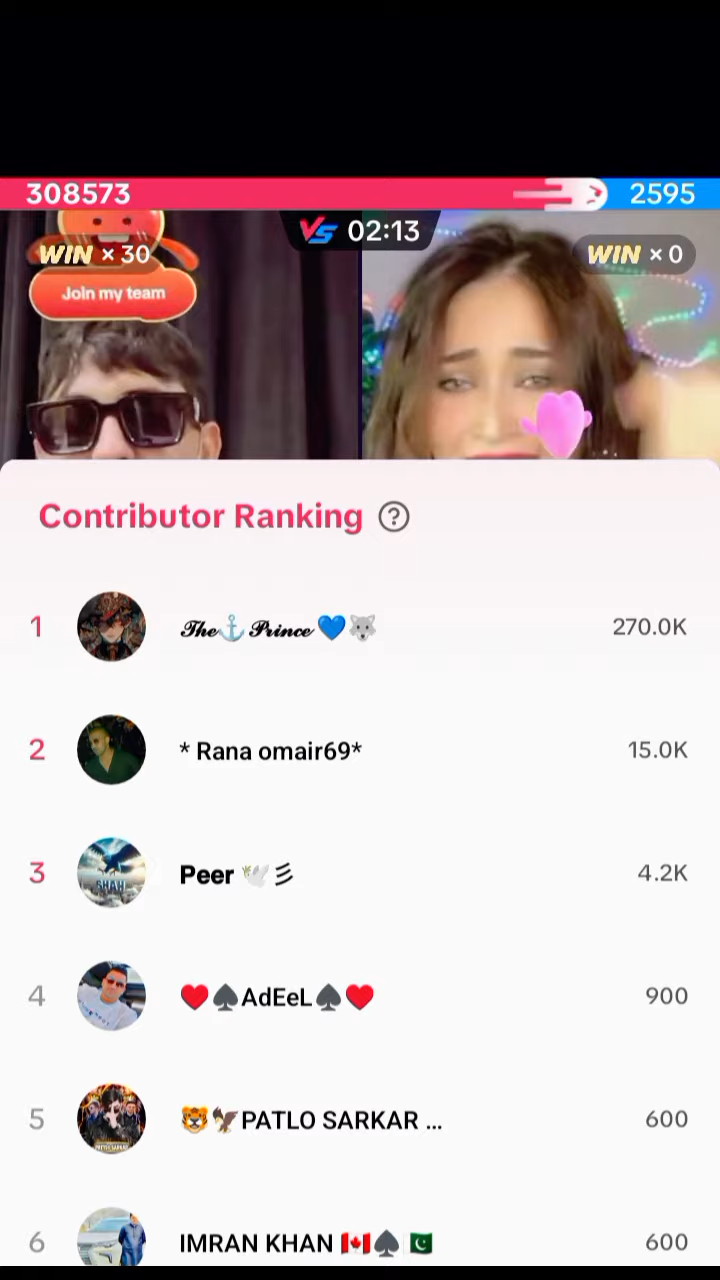 308573 2595
VS 02:13
WIN × 30 WIN × 0
Join my team
Contributor Ranking ?
1 𝓣𝓱𝓮⚓𝓟𝓻𝓲𝓷𝓬𝓮💙🐺 270.0K
2 * Rana omair69* 15.0K
3 Peer 🕊️彡 4.2K
SHAH
4 ♥️♠️AdEeL♠️♥️ 900
5 🐯🦅PATLO SARKAR ... 600
6 IMRAN KHAN 🇨🇦♠️🇵🇰 600